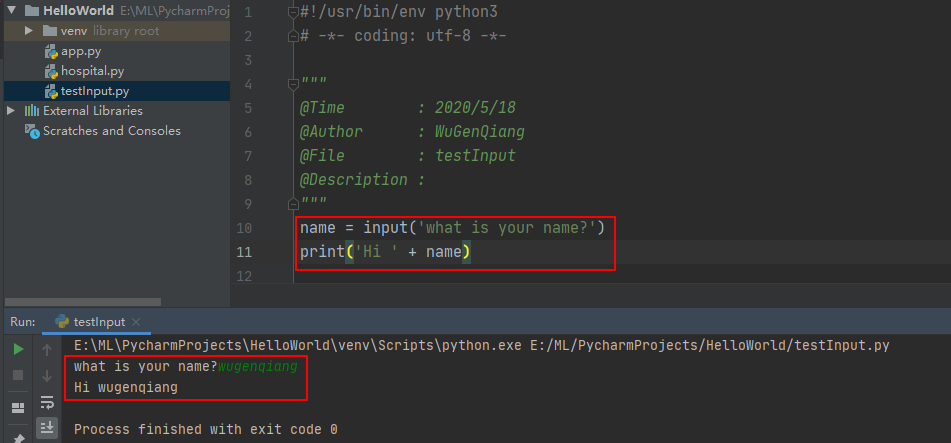 HelloWorld E:\ML\PycharmProj
venv library root
app.py
hospital.py
testInput.py
External Libraries
Scratches and Consoles
1 #!/usr/bin/env python3
2 # -*- coding: utf-8 -*-
3
4 """
5 @Time : 2020/5/18
6 @Author : WuGenQiang
7 @File : testInput
8 @Description :
9 """
10 name = input('what is your name?')
11 print('Hi ' + name)
12
Run: testInput ×
E:\ML\PycharmProjects\HelloWorld\venv\Scripts\python.exe E:/ML/PycharmProjects/HelloWorld/testInput.py
what is your name?wugenqiang
Hi wugenqiang
Process finished with exit code 0